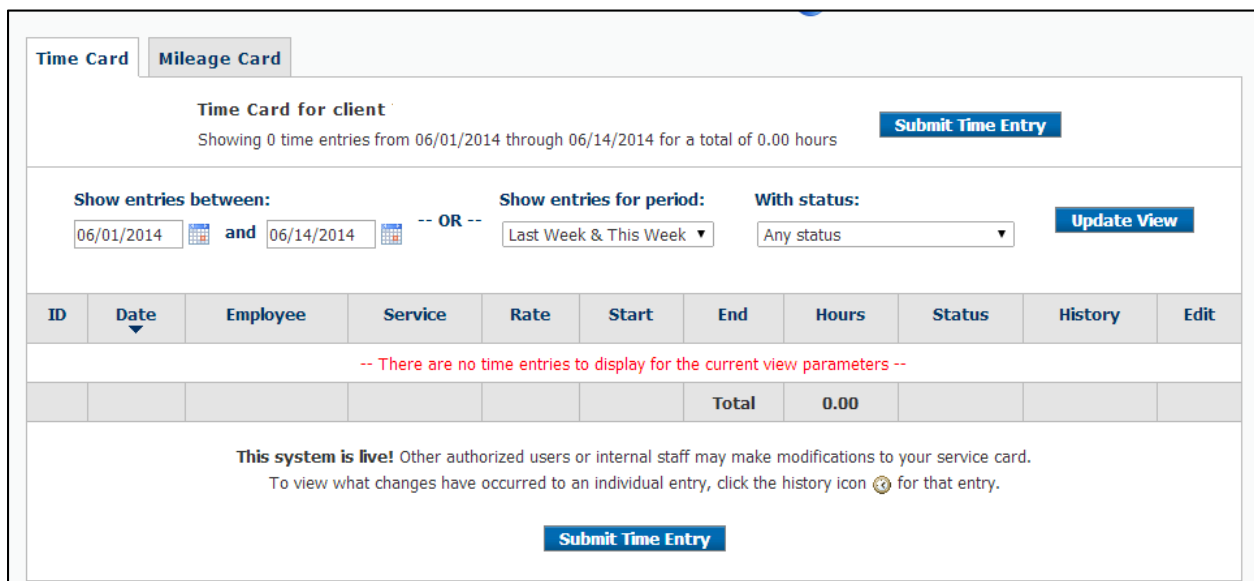 Time Card Mileage Card
Time Card for client
Showing 0 time entries from 06/01/2014 through 06/14/2014 for a total of 0.00 hours
Submit Time Entry
Show entries between: Show entries for period: With status:
06/01/2014 and 06/14/2014 -- OR -- Last Week & This Week Any status Update View
ID Date Employee Service Rate Start End Hours Status History Edit
-- There are no time entries to display for the current view parameters --
Total 0.00
This system is live! Other authorized users or internal staff may make modifications to your service card.
To view what changes have occurred to an individual entry, click the history icon for that entry.
Submit Time Entry